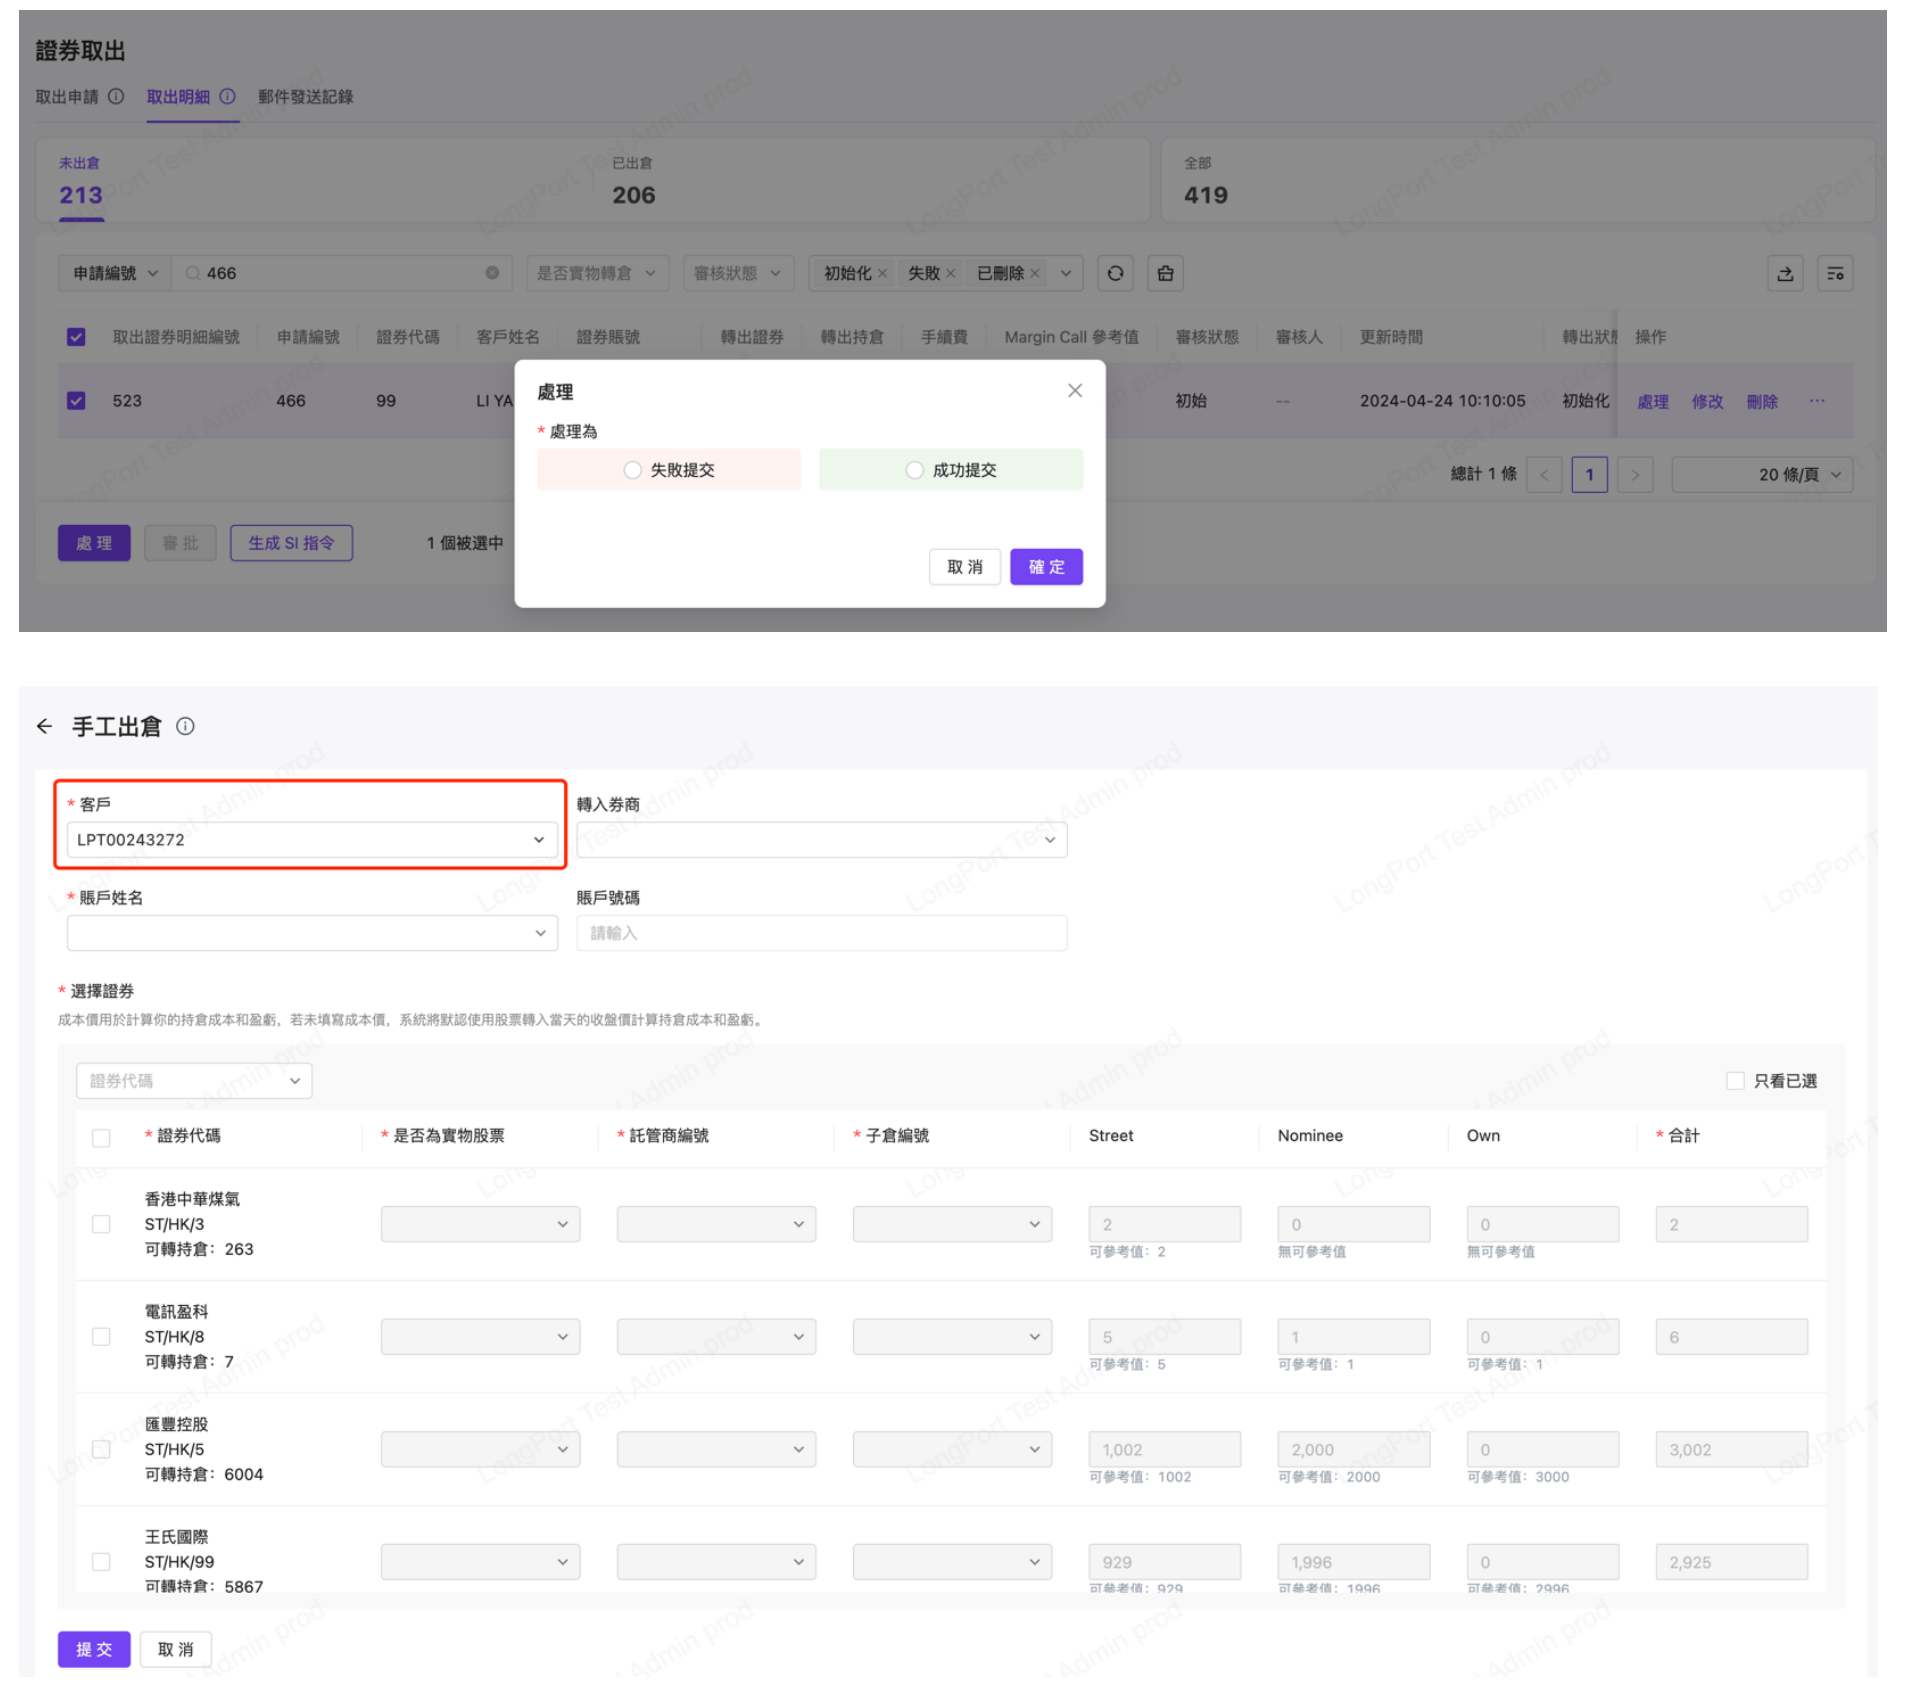 證券取出
取出申請 取出明細 郵件發送記錄
未出倉 已出倉 全部
213 206 419
申請編號 466 是否實物轉倉 審核狀態 初始化 失敗 已刪除
取出證券明細編號 申請編號 證券代碼 客戶姓名 證券賬號 轉出證券 轉出持倉 手續費 Margin Call 參考值 審核狀態 審核人 更新時間 轉出狀態 操作
523 466 99 LI YA 初始 -- 2024-04-24 10:10:05 初始化 處理 修改 刪除 ···
總計 1 條 < 1 > 20 條/頁
處理 審批 生成 SI 指令 1 個被選中
處理
* 處理為
失敗提交 成功提交
取消 確定
手工出倉
* 客戶 轉入券商
LPT00243272
* 賬戶姓名 賬戶號碼
請輸入
* 選擇證券
成本價用於計算你的持倉成本和盈虧，若未填寫成本價，系統將默認使用股票轉入當天的收盤價計算持倉成本和盈虧。
證券代碼 只看已選
* 證券代碼 * 是否為實物股票 * 託管商編號 * 子倉編號 Street Nominee Own * 合計
香港中華煤氣
ST/HK/3 2 0 0 2
可轉持倉：263 可參考值：2 無可參考值 無可參考值
電訊盈科
ST/HK/8 5 1 0 6
可轉持倉：7 可參考值：5 可參考值：1 可參考值：1
匯豐控股
ST/HK/5 1,002 2,000 0 3,002
可轉持倉：6004 可參考值：1002 可參考值：2000 可參考值：3000
王氏國際
ST/HK/99 929 1,996 0 2,925
可轉持倉：5867 可參考值：929 可參考值：1996 可參考值：2996
提交 取消
LongPort Test Admin prod